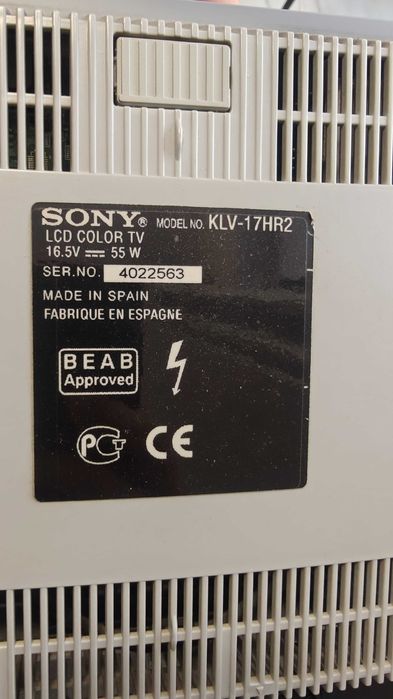 SONY® MODEL NO. KLV-17HR2
LCD COLOR TV
16.5V ⎓ 55 W
SER.NO. 4022563
MADE IN SPAIN
FABRIQUE EN ESPAGNE
BEAB
Approved
PCT CE